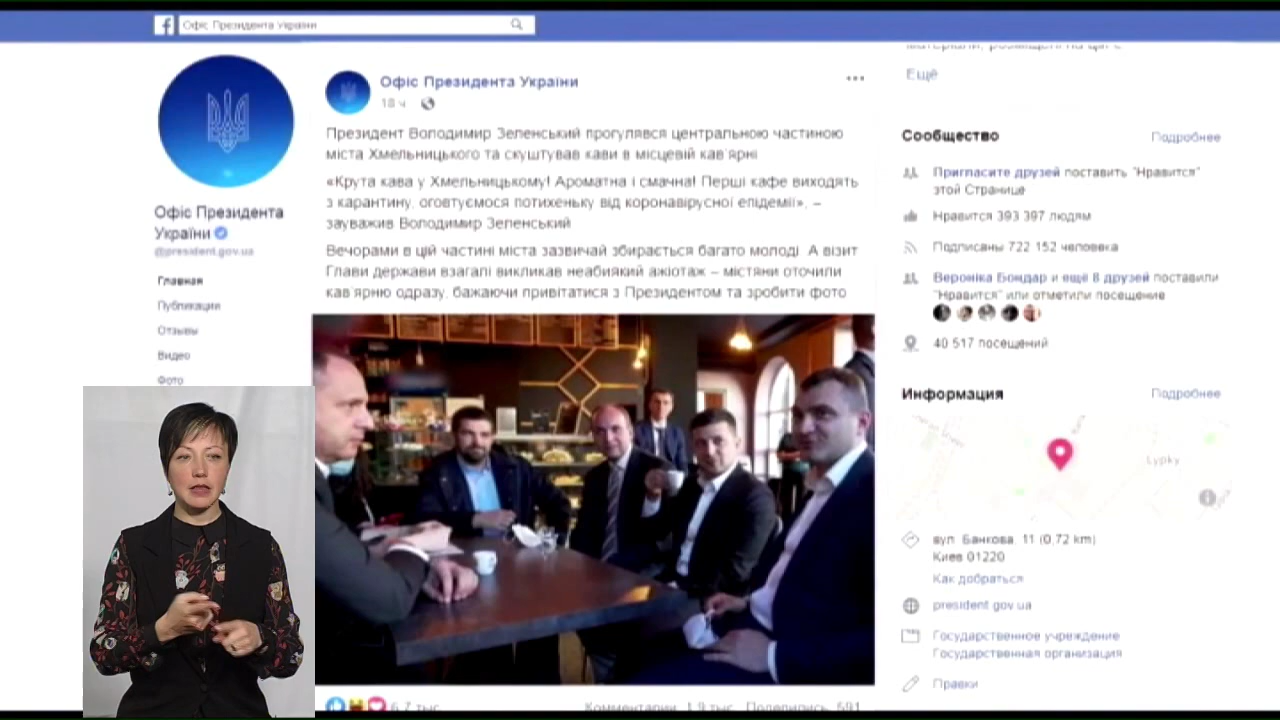 Офіс Президента України
Офіс Президента
України
@president.gov.ua
Главная
Публикации
Отзывы
Видео
Фото
Офіс Президента України
18 ч
Президент Володимир Зеленський прогулявся центральною частиною
міста Хмельницького та скуштував кави в місцевій кав'ярні
«Крута кава у Хмельницькому! Ароматна і смачна! Перші кафе виходять
з карантину, оговтуємося потихеньку від коронавірусної епідемії», –
зауважив Володимир Зеленський
Вечорами в цій частині міста зазвичай збирається багато молоді. А візит
Глави держави взагалі викликав неабиякий ажіотаж – містяни оточили
кав'ярню одразу, бажаючи привітатися з Президентом та зробити фото
6,7 тыс.
Комментарии: 1,9 тыс. Поделились: 591
Ещё
Сообщество
Подробнее
Пригласите друзей поставить "Нравится"
этой Странице
Нравится 393 397 людям
Подписаны 722 152 человека
Вероніка Бондар и ещё 8 друзей поставили
"Нравится" или отметили посещение
40 517 посещений
Информация
Подробнее
Lypky
вул. Банкова, 11 (0,72 km)
Киев 01220
Как добраться
president.gov.ua
Государственное учреждение
Государственная организация
Правки